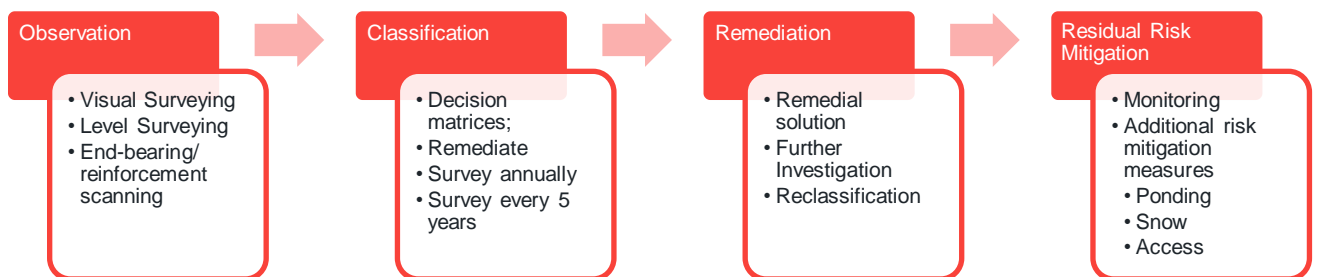 Observation
• Visual Surveying
• Level Surveying
• End-bearing/
reinforcement
scanning
Classification
• Decision
matrices;
• Remediate
• Survey annually
• Survey every 5
years
Remediation
• Remedial
solution
• Further
Investigation
• Reclassification
Residual Risk
Mitigation
• Monitoring
• Additional risk
mitigation
measures
• Ponding
• Snow
• Access